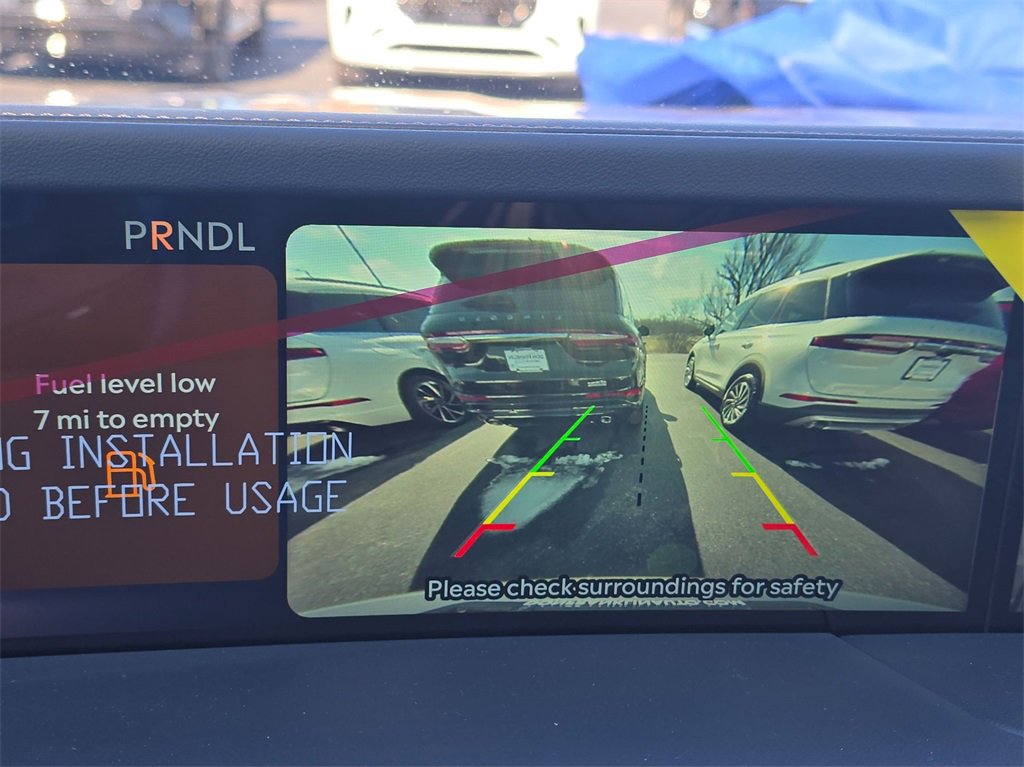 PRNDL
Fuel level low
7 mi to empty
G INSTALLATION
BEFORE USAGE
Please check surroundings for safety